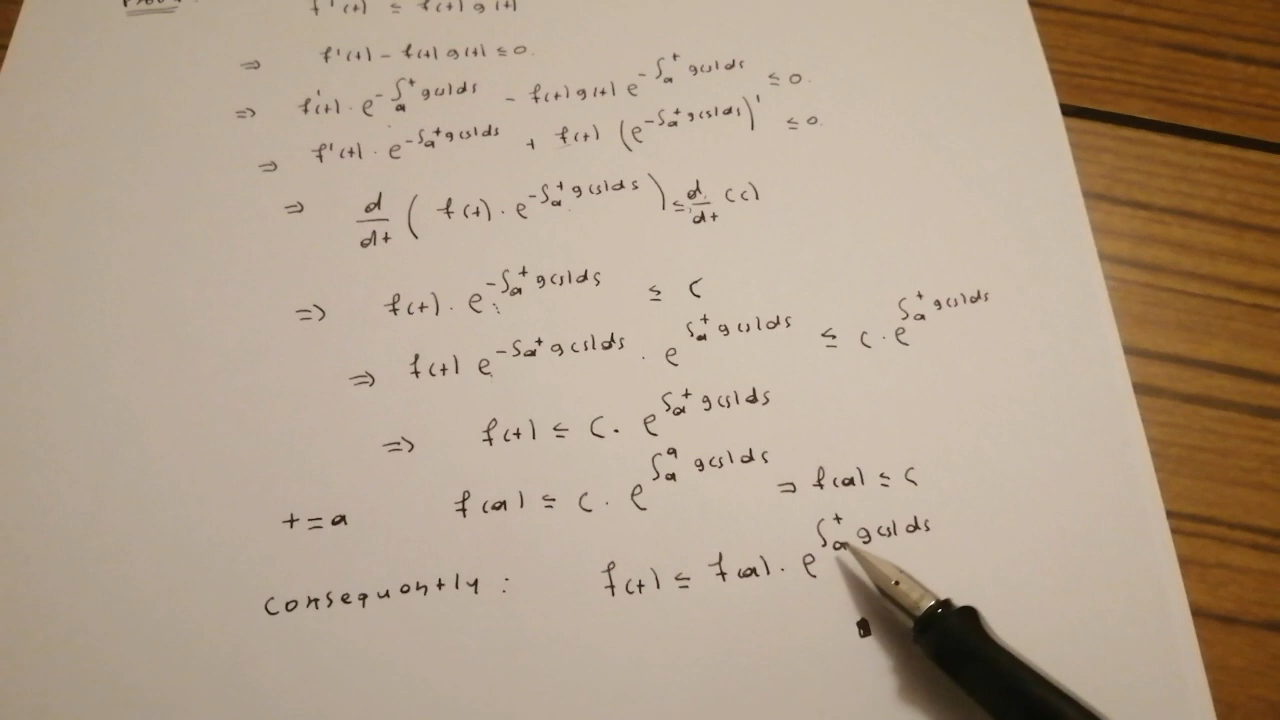 f'(t) ≤ f(t) g(t)
⇒ f'(t) - f(t) g(t) ≤ 0.
⇒ f'(t) · e^{-∫_a^t g(s)ds} - f(t) g(t) e^{-∫_a^t g(s)ds} ≤ 0.
⇒ f'(t) · e^{-∫_a^t g(s)ds} + f(t) (e^{-∫_a^t g(s)ds})' ≤ 0.
⇒ d/dt ( f(t) · e^{-∫_a^t g(s)ds} ) ≤ d/dt (c)
⇒ f(t) · e^{-∫_a^t g(s)ds} ≤ c
⇒ f(t) e^{-∫_a^t g(s)ds} · e^{∫_a^t g(s)ds} ≤ c · e^{∫_a^t g(s)ds}
⇒ f(t) ≤ c · e^{∫_a^t g(s)ds}
t = a f(a) ≤ c · e^{∫_a^a g(s)ds} ⇒ f(a) ≤ c
consequontly : f(t) ≤ f(a) · e^{∫_a^t g(s)ds}